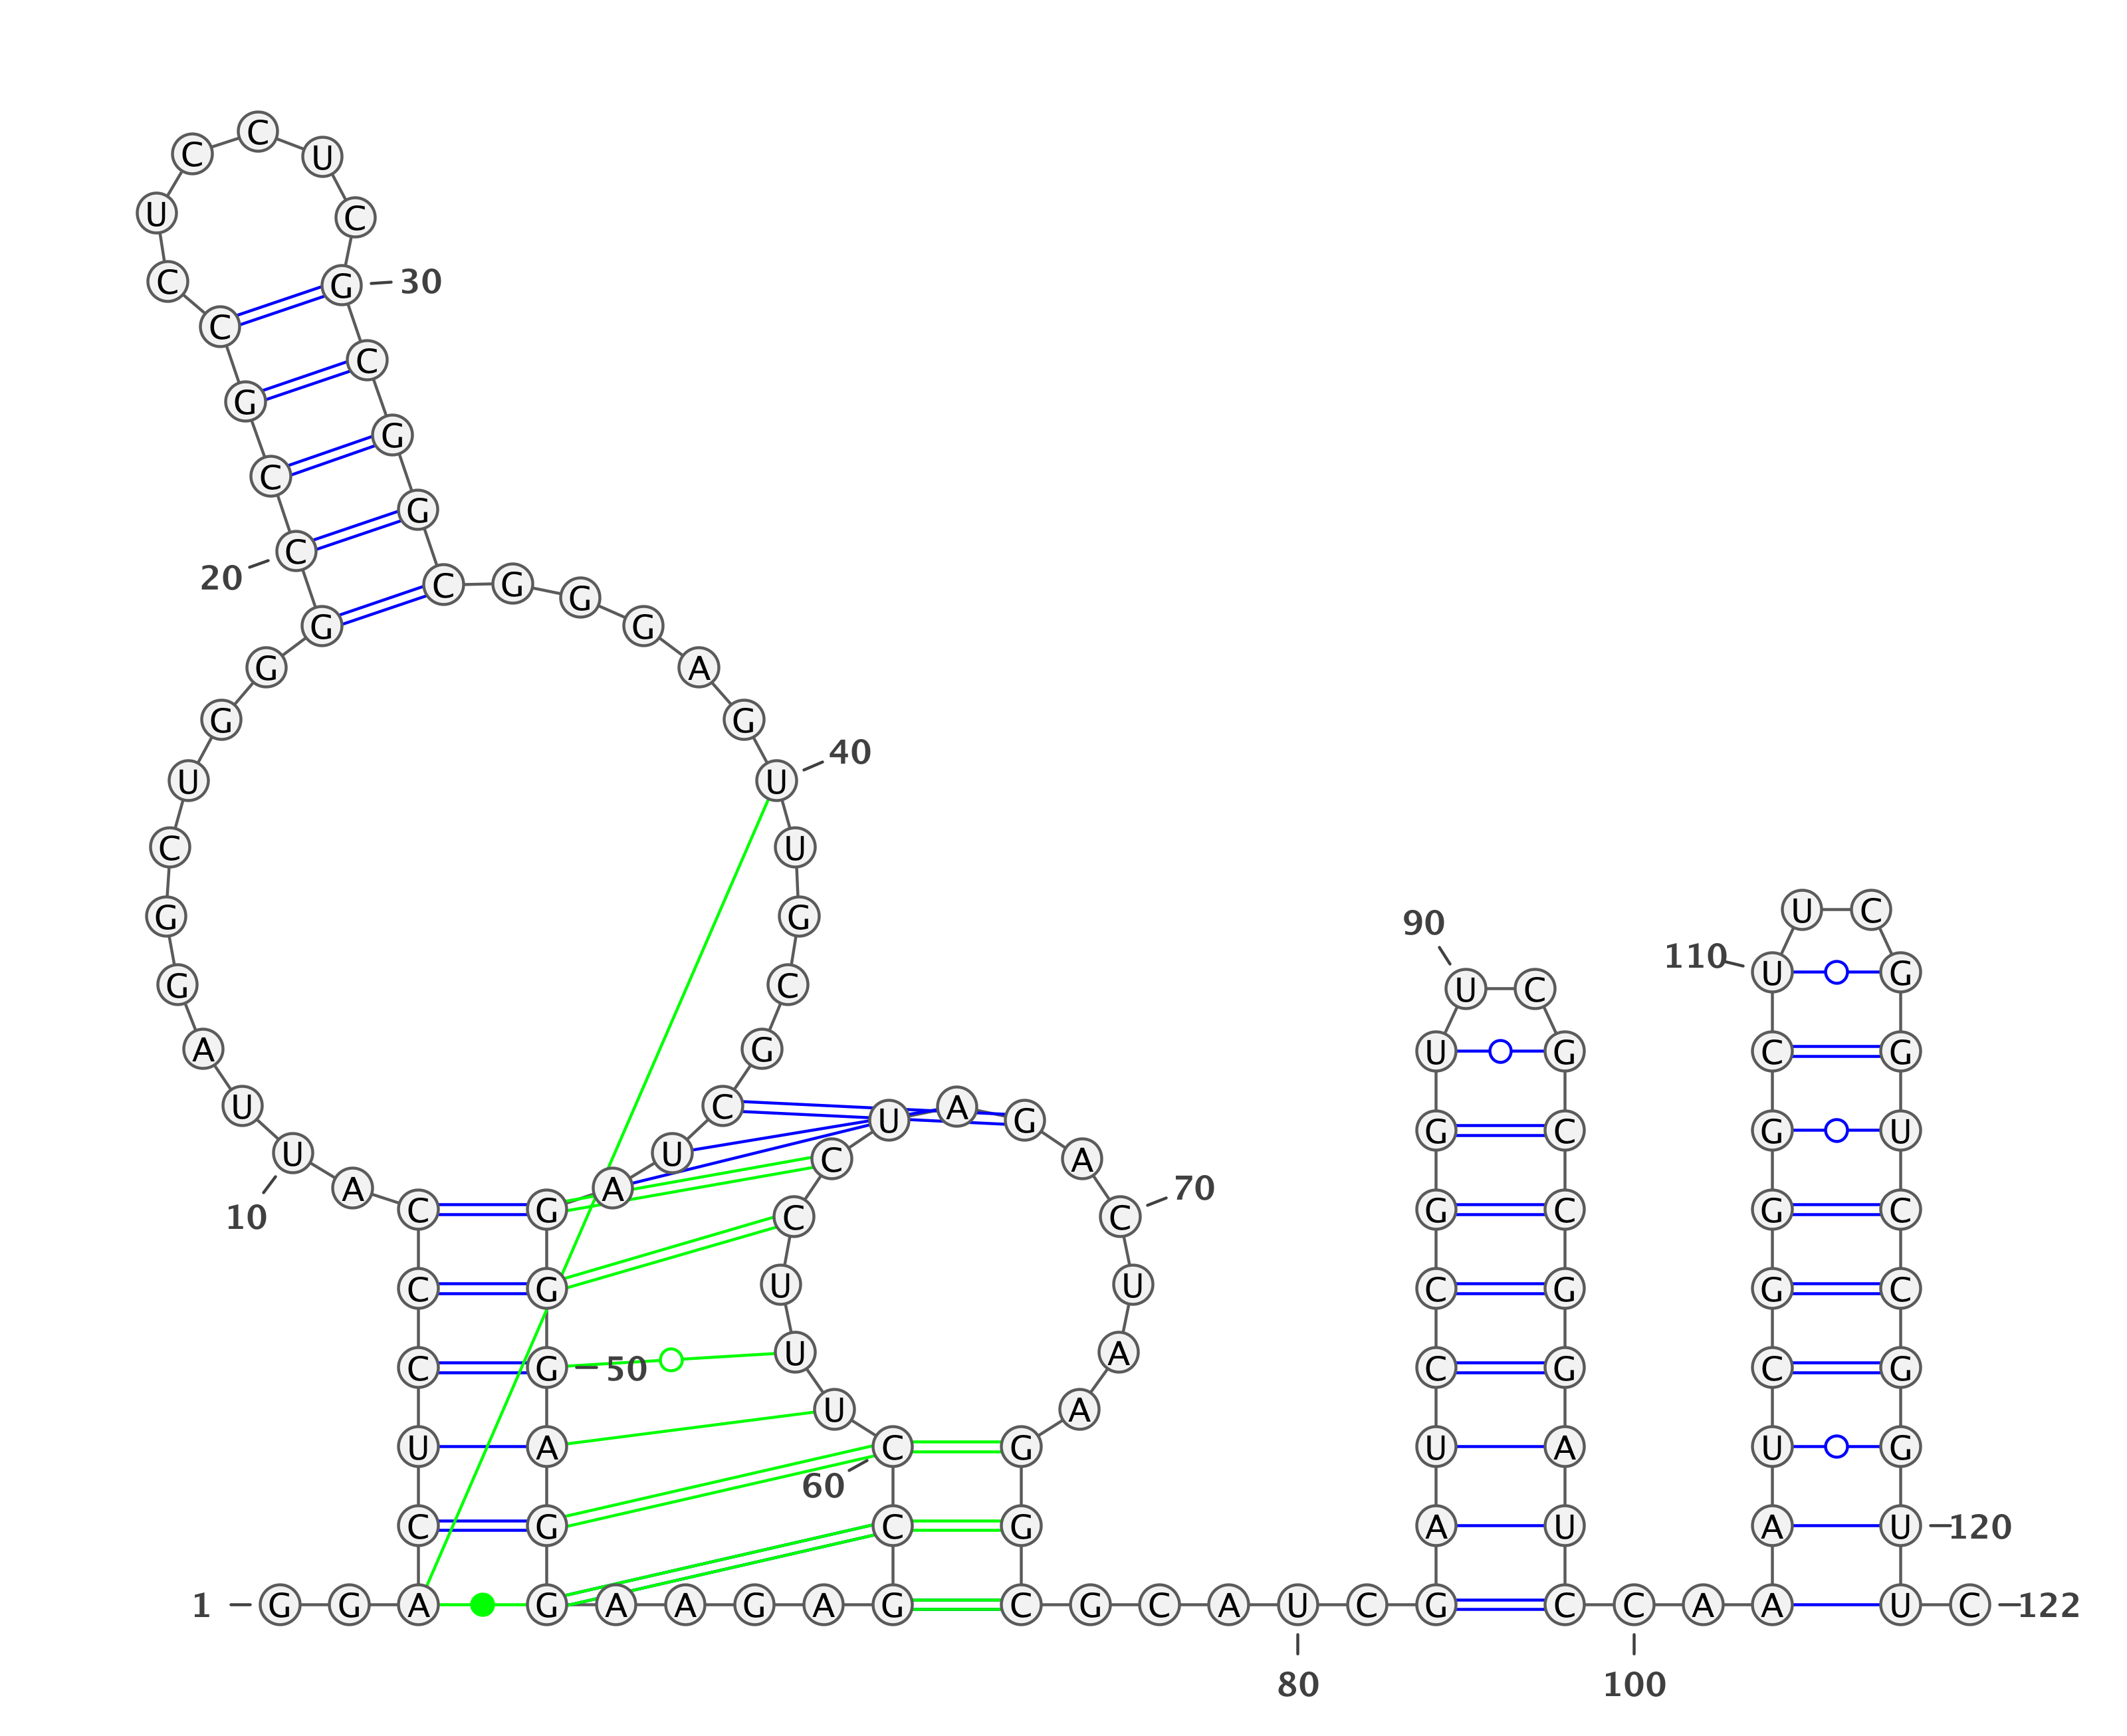 C
C U
U C
C G 30
C C
G G
C G
20 C C G G
G G A
G G
U U 40
C U
G G 90 U C
G C 110 U G
A G U C U G C G
U C U A G G C G U
U A U C A
10 A C G C C 70 G C G C
C G U U C G G C
C G 50 U A C G C G
U A U A
60 C G U A U G
C G C G A U A U 120
1 G G A G A A G A G C G C A U C G C C A A U C 122
80 100